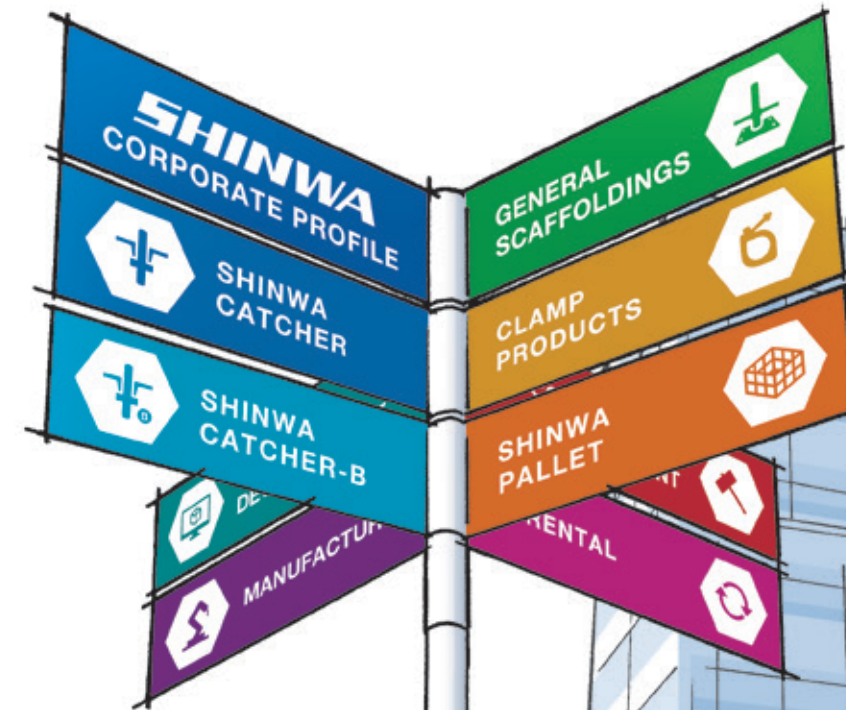 SHINWA
CORPORATE PROFILE
SHINWA
CATCHER
SHINWA
CATCHER-B
GENERAL
SCAFFOLDINGS
CLAMP
PRODUCTS
SHINWA
PALLET
RENTAL